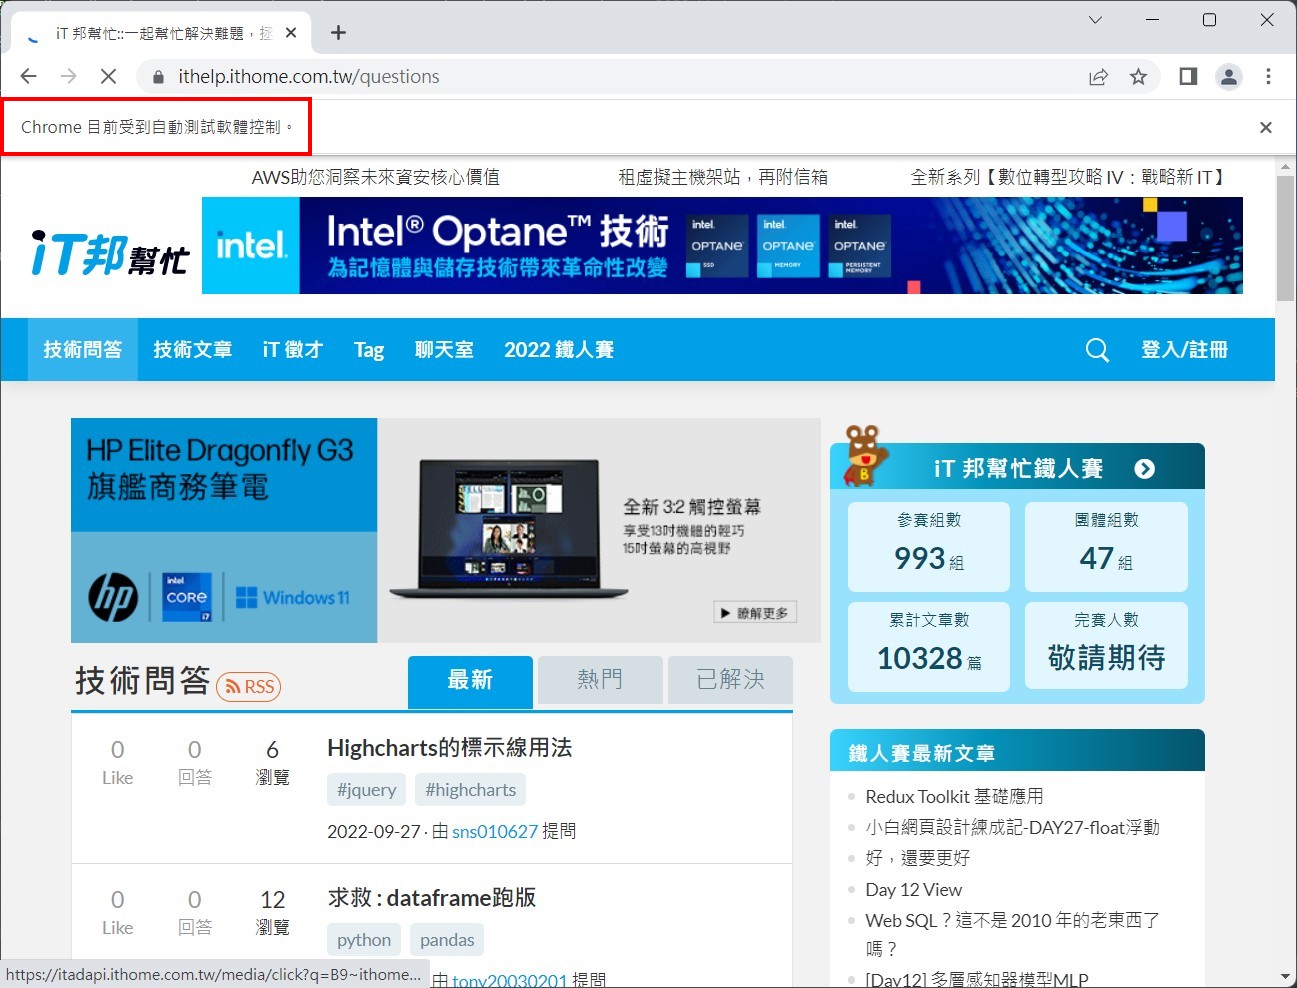 iT 邦幫忙::一起幫忙解決難題，拯
ithelp.ithome.com.tw/questions
Chrome 目前受到自動測試軟體控制。
AWS助您洞察未來資安核心價值
租虛擬主機架站，再附信箱
全新系列【數位轉型攻略 IV：戰略新 IT】
iT邦幫忙
intel.
Intel® Optane™ 技術
為記憶體與儲存技術帶來革命性改變
intel. OPTANE™ SSD
intel. OPTANE™ MEMORY
intel. OPTANE™ PERSISTENT MEMORY
技術問答 技術文章 iT 徵才 Tag 聊天室 2022 鐵人賽 登入/註冊
HP Elite Dragonfly G3
旗艦商務筆電
hp
intel CORE i7
Windows 11
全新 3:2 觸控螢幕
享受13吋機體的輕巧
15吋螢幕的高視野
▶ 瞭解更多
iT 邦幫忙鐵人賽
B
參賽組數
993 組
團體組數
47 組
累計文章數
10328 篇
完賽人數
敬請期待
技術問答 RSS
最新 熱門 已解決
0 0 6
Like 回答 瀏覽
Highcharts的標示線用法
#jquery #highcharts
2022-09-27 · 由 sns010627 提問
0 0 12
Like 回答 瀏覽
求救 : dataframe跑版
python pandas
由 tony20030201 提問
鐵人賽最新文章
Redux Toolkit 基礎應用
小白網頁設計練成記-DAY27-float浮動
好，還要更好
Day 12 View
Web SQL？這不是 2010 年的老東西了
嗎？
[Day12] 多層感知器模型MLP
https://itadapi.ithome.com.tw/media/click?q=B9~ithome...